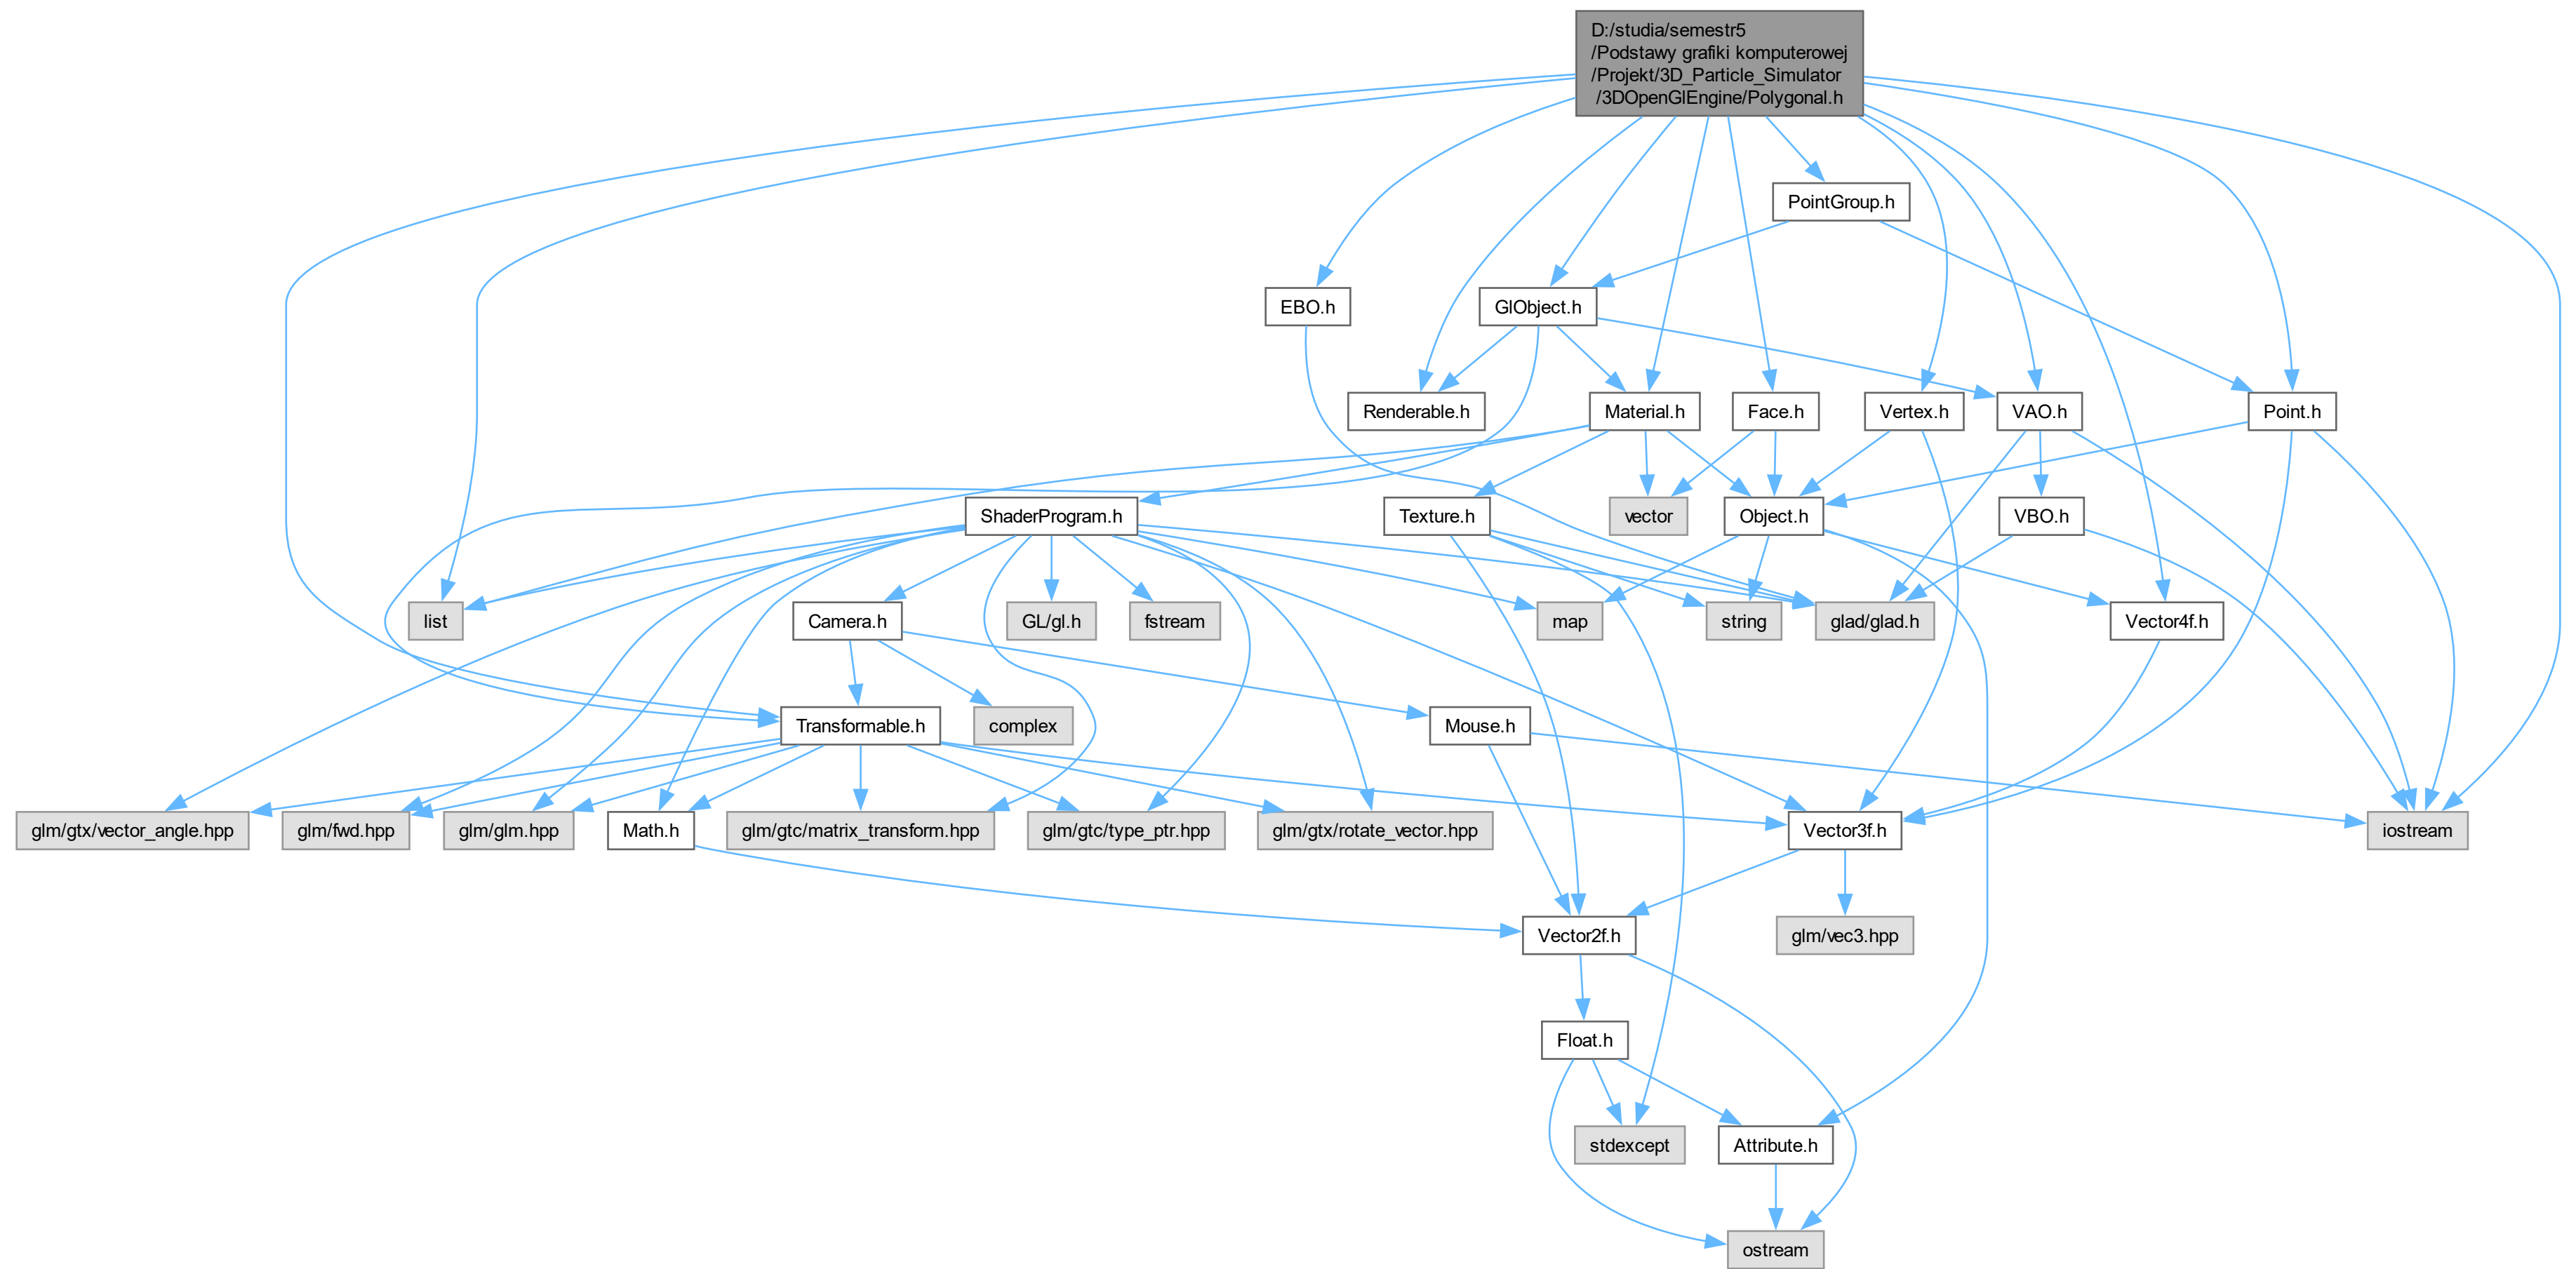 D:/studia/semestr5
/Podstawy grafiki komputerowej
/Projekt/3D_Particle_Simulator
/3DOpenGlEngine/Polygonal.h
PointGroup.h
EBO.h
GlObject.h
Renderable.h
Material.h
Face.h
Vertex.h
VAO.h
Point.h
ShaderProgram.h
Texture.h
vector
Object.h
VBO.h
list
Camera.h
GL/gl.h
fstream
map
string
glad/glad.h
Vector4f.h
Transformable.h
complex
Mouse.h
glm/gtx/vector_angle.hpp
glm/fwd.hpp
glm/glm.hpp
Math.h
glm/gtc/matrix_transform.hpp
glm/gtc/type_ptr.hpp
glm/gtx/rotate_vector.hpp
Vector3f.h
iostream
Vector2f.h
glm/vec3.hpp
Float.h
stdexcept
Attribute.h
ostream